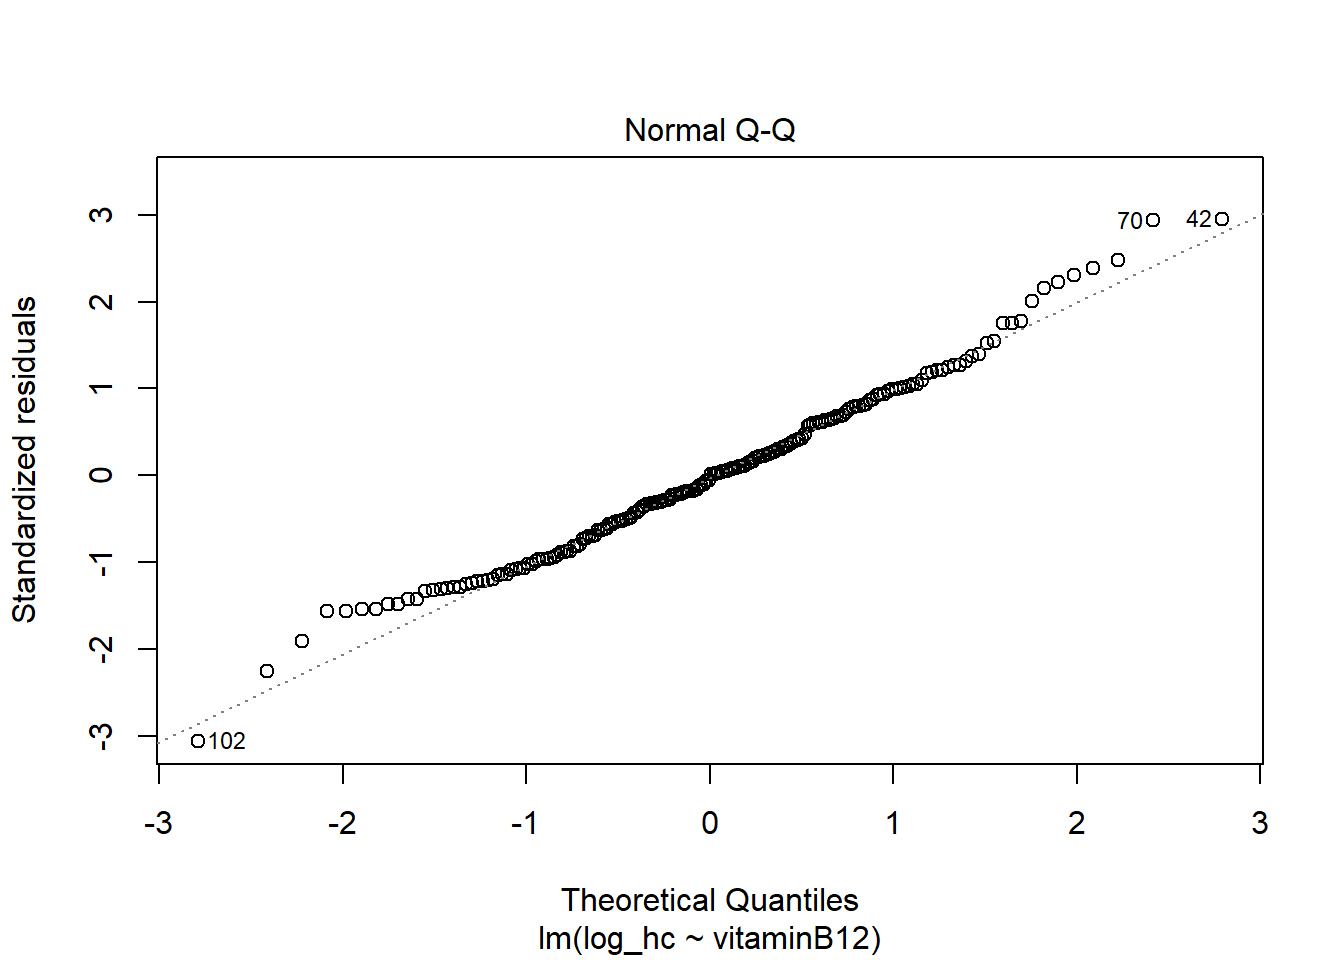 Normal Q-Q
Standardized residuals
3
2
1
0
-1
-2
-3
70
42
102
-3 -2 -1 0 1 2 3
Theoretical Quantiles
lm(log_hc ~ vitaminB12)